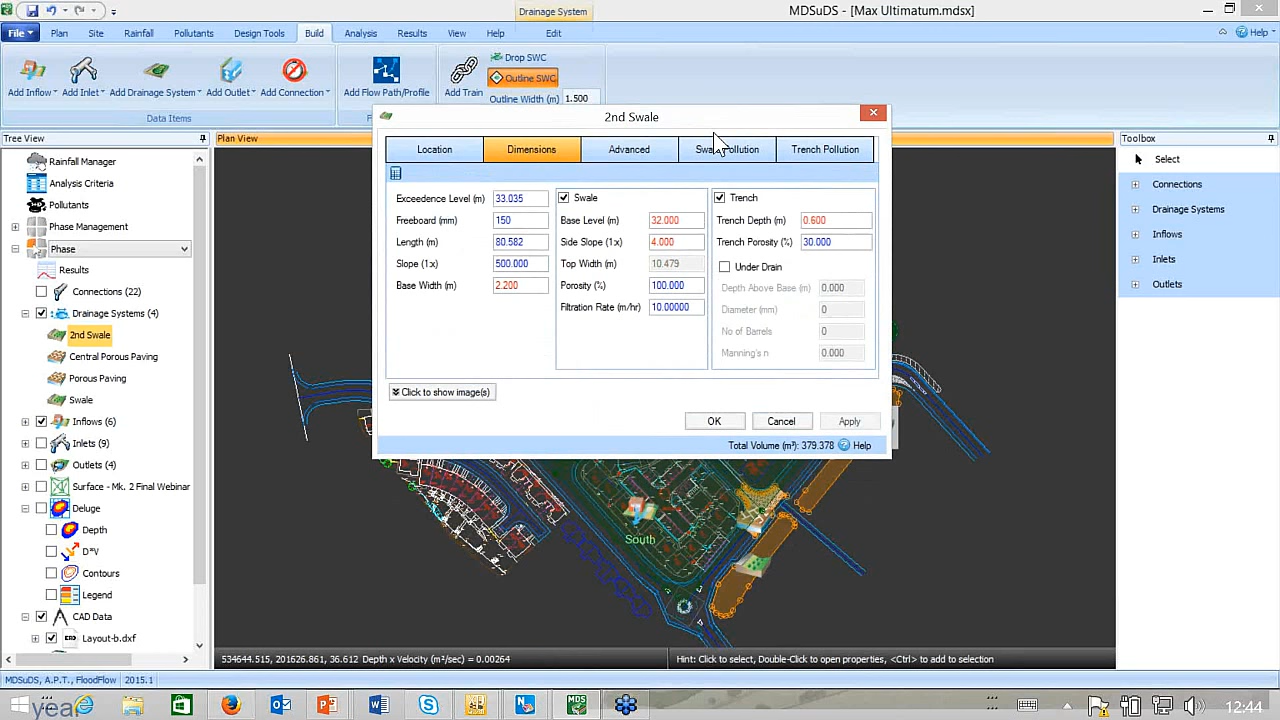 Drainage System
MDSuDS - [Max Ultimatum.mdsx]
File
Plan
Site
Rainfall
Pollutants
Design Tools
Build
Analysis
Results
View
Help
Edit
Help
Add Inflow
Add Inlet
Add Drainage System
Add Outlet
Add Connection
Add Flow Path/Profile
Add Train
Drop SWC
Outline SWC
Outline Width (m) 1.500
Data Items
Tree View
Plan View
Toolbox
Rainfall Manager
Analysis Criteria
Pollutants
Phase Management
Phase
Results
Connections (22)
Drainage Systems (4)
2nd Swale
Central Porous Paving
Porous Paving
Swale
Inflows (6)
Inlets (9)
Outlets (4)
Surface - Mk. 2 Final Webinar
Deluge
Depth
D*V
Contours
Legend
CAD Data
Layout-b.dxf
2nd Swale
Location
Dimensions
Advanced
Swale Pollution
Trench Pollution
Exceedence Level (m) 33.035
Freeboard (mm) 150
Length (m) 80.582
Slope (1:x) 500.000
Base Width (m) 2.200
Swale
Base Level (m) 32.000
Side Slope (1:x) 4.000
Top Width (m) 10.479
Porosity (%) 100.000
Filtration Rate (m/hr) 10.00000
Trench
Trench Depth (m) 0.600
Trench Porosity (%) 30.000
Under Drain
Depth Above Base (m) 0.000
Diameter (mm) 0
No of Barrels 0
Manning's n 0.000
Click to show image(s)
OK
Cancel
Apply
Total Volume (m³): 379.378
Help
South
Select
Connections
Drainage Systems
Inflows
Inlets
Outlets
534644.515, 201626.861, 36.612 Depth x Velocity (m²/sec) = 0.00264
Hint: Click to select, Double-Click to open properties, <Ctrl> to add to selection
MDSuDS, A.P.T., FloodFlow
2015.1
year
12:44